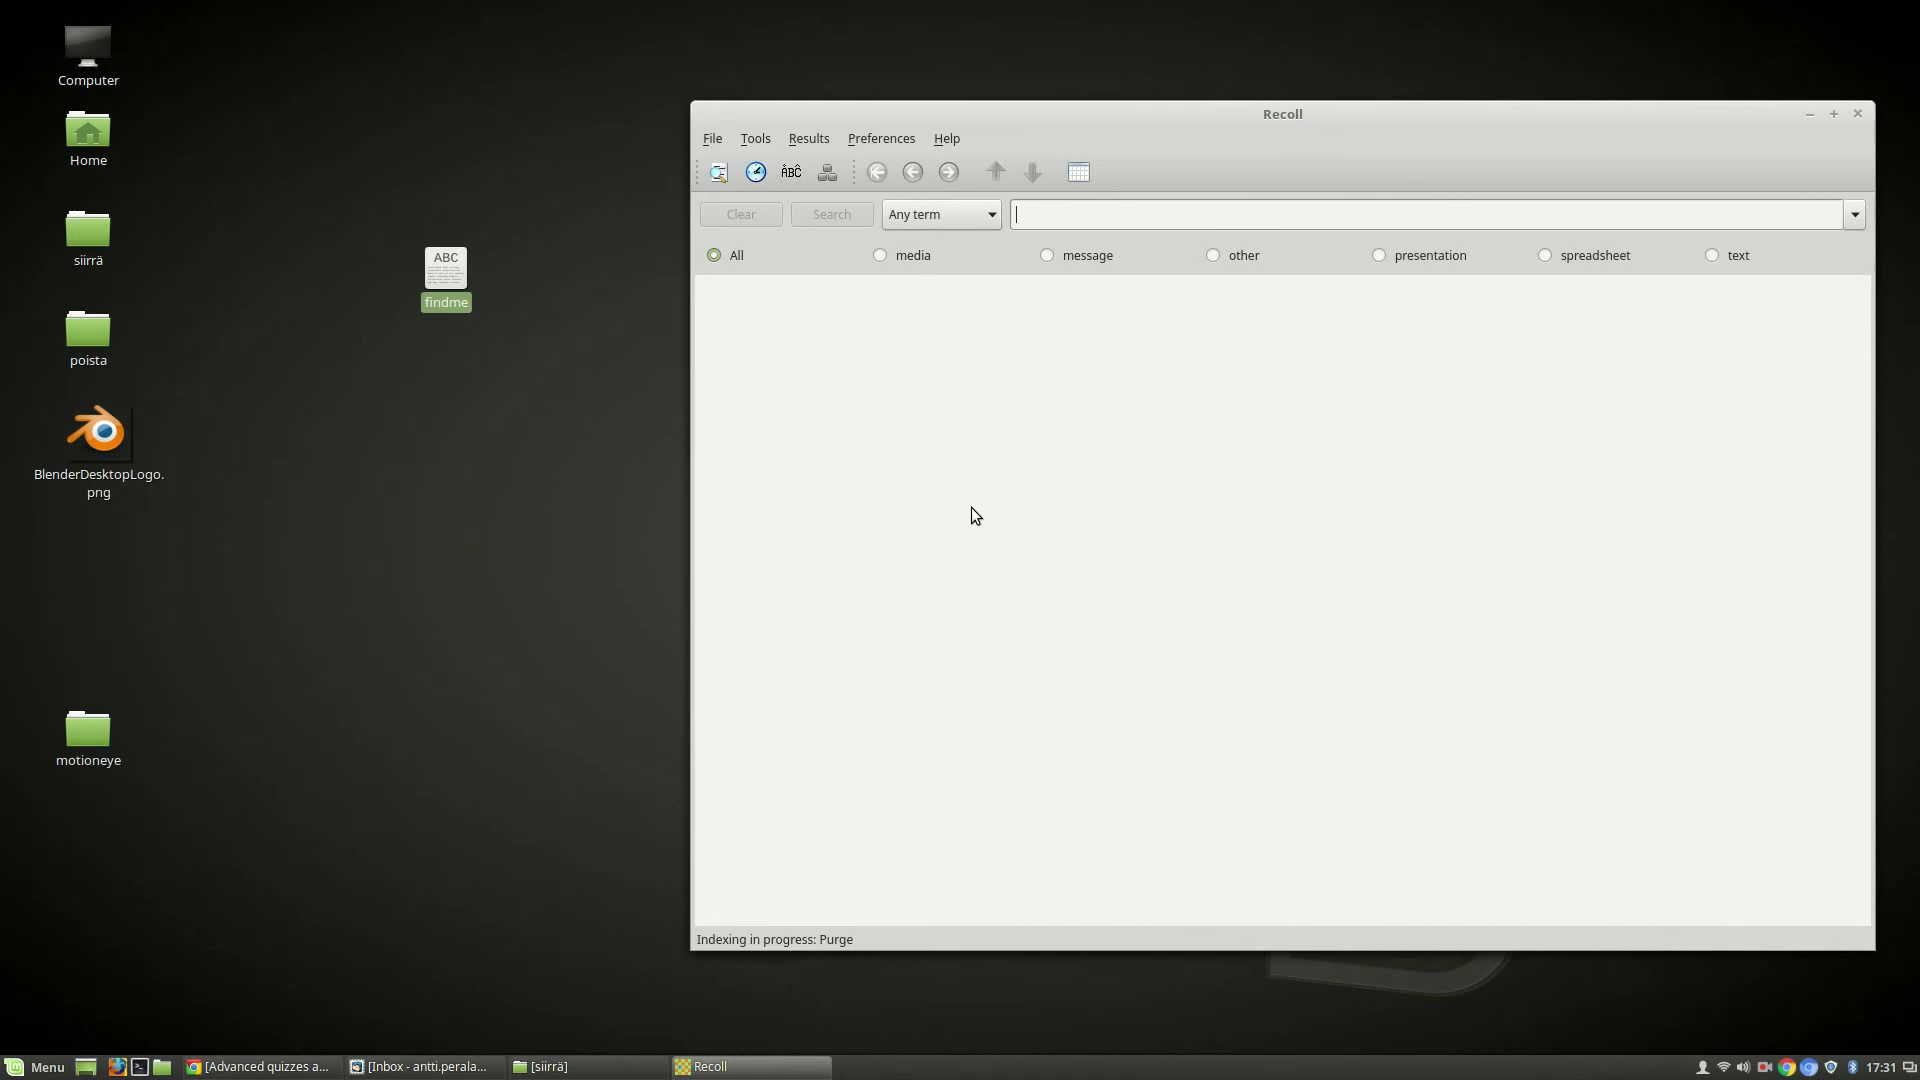 Computer
Home
siirrä
poista
BlenderDesktopLogo.
png
motioneye
ABC
findme
Recoll
File Tools Results Preferences Help
ÀBĈ
Clear Search Any term
All media message other presentation spreadsheet text
Indexing in progress: Purge
Menu [Advanced quizzes a... [Inbox - antti.perala... [siirrä] Recoll 17:31